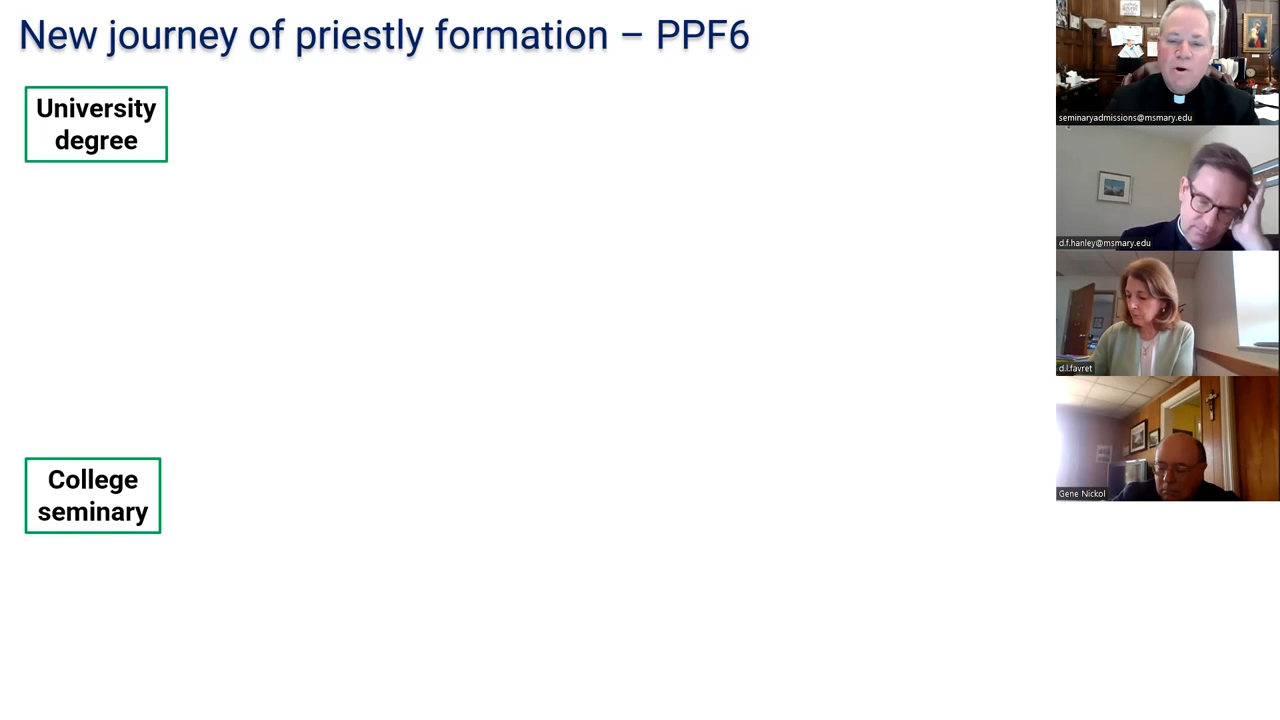 New journey of priestly formation – PPF6
University
degree
College
seminary
seminaryadmissions@msmary.edu
d.f.hanley@msmary.edu
d.l.favret
Gene Nickol